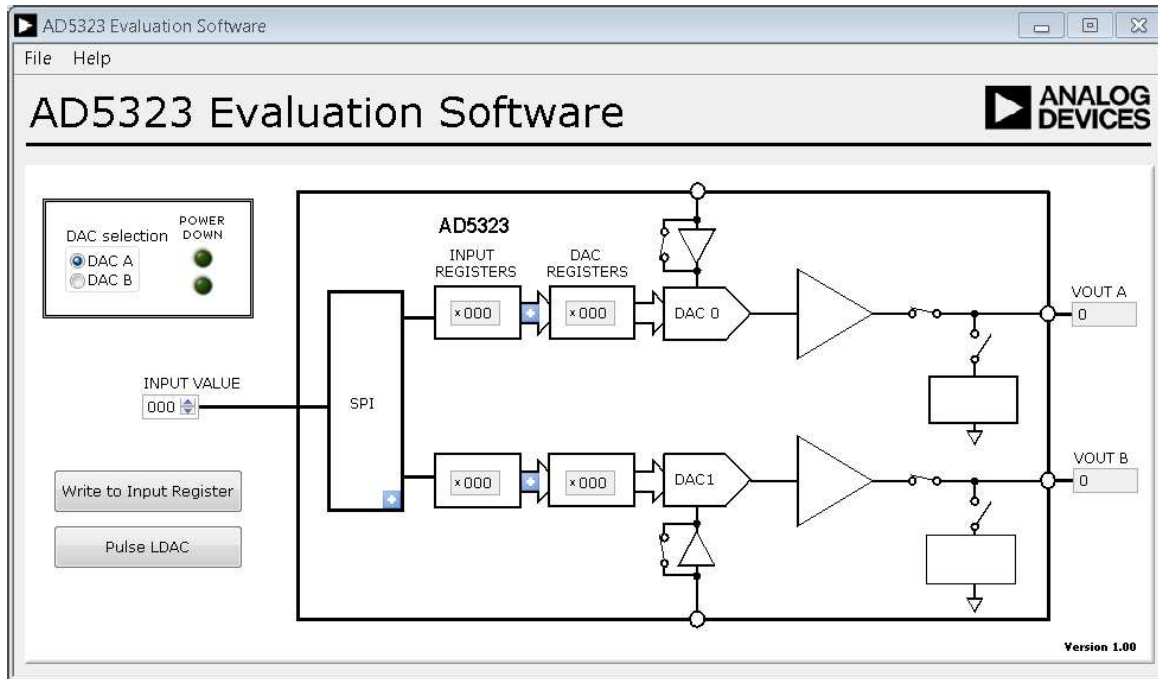 AD5323 Evaluation Software
File Help
AD5323 Evaluation Software
ANALOG
DEVICES
POWER
DOWN
DAC selection
DAC A
DAC B
AD5323
INPUT
REGISTERS
DAC
REGISTERS
×000
×000
DAC 0
VOUT A
0
INPUT VALUE
000
SPI
×000
×000
DAC1
VOUT B
0
Write to Input Register
Pulse LDAC
Version 1.00